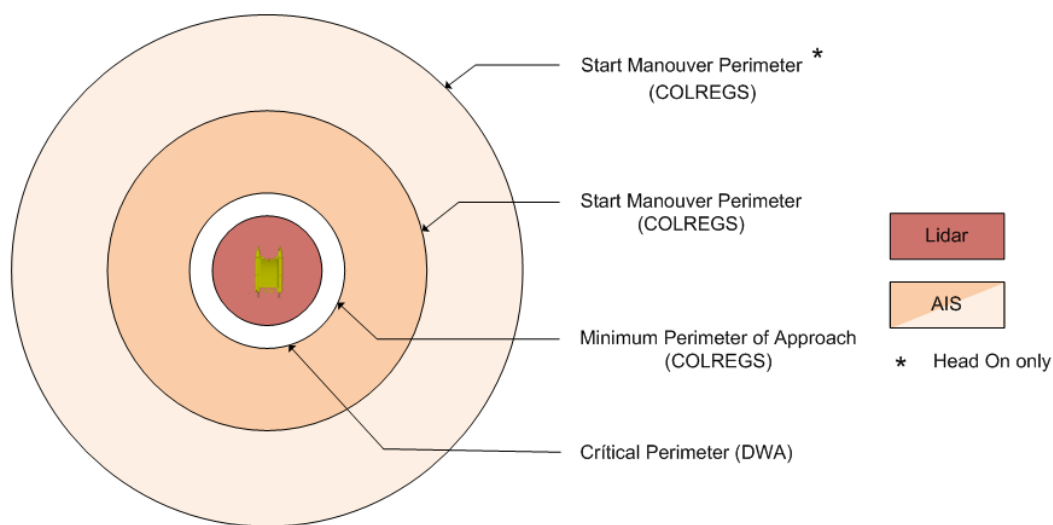 Start Manouver Perimeter *
(COLREGS)
Start Manouver Perimeter
(COLREGS)
Minimum Perimeter of Approach
(COLREGS)
Crítical Perimeter (DWA)
Lidar
AIS
* Head On only